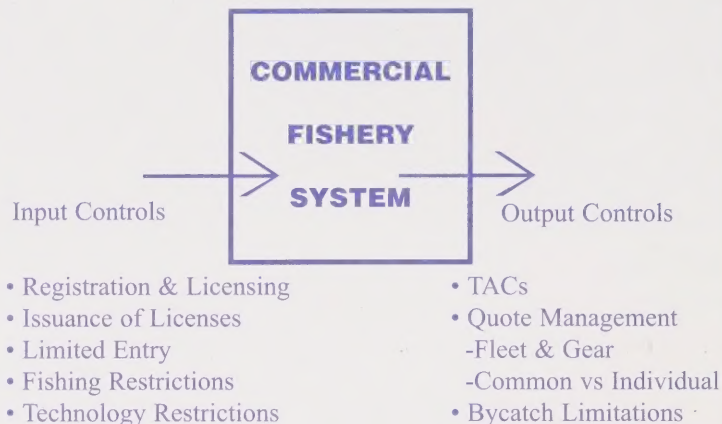 COMMERCIAL
FISHERY
SYSTEM
Input Controls
Output Controls
• Registration & Licensing
• Issuance of Licenses
• Limited Entry
• Fishing Restrictions
• Technology Restrictions
• TACs
• Quote Management
-Fleet & Gear
-Common vs Individual
• Bycatch Limitations